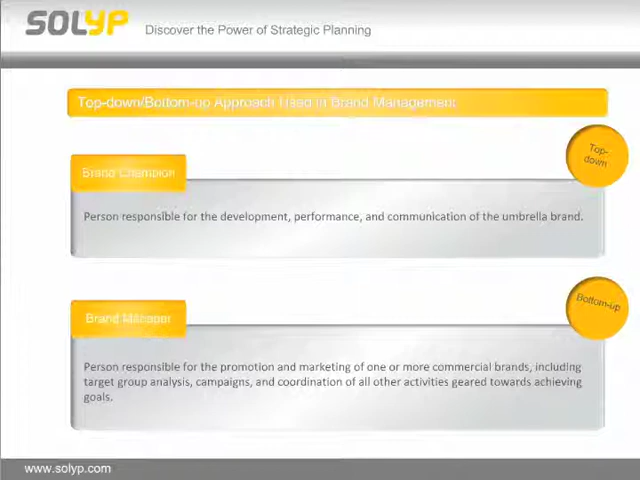 SOLYP
Discover the Power of Strategic Planning
Top-down/Bottom-up Approach Used in Brand Management
Top-
down
Brand Champion
Person responsible for the development, performance, and communication of the umbrella brand.
Bottom-up
Brand Manager
Person responsible for the promotion and marketing of one or more commercial brands, including
target group analysis, campaigns, and coordination of all other activities geared towards achieving
goals.
www.solyp.com